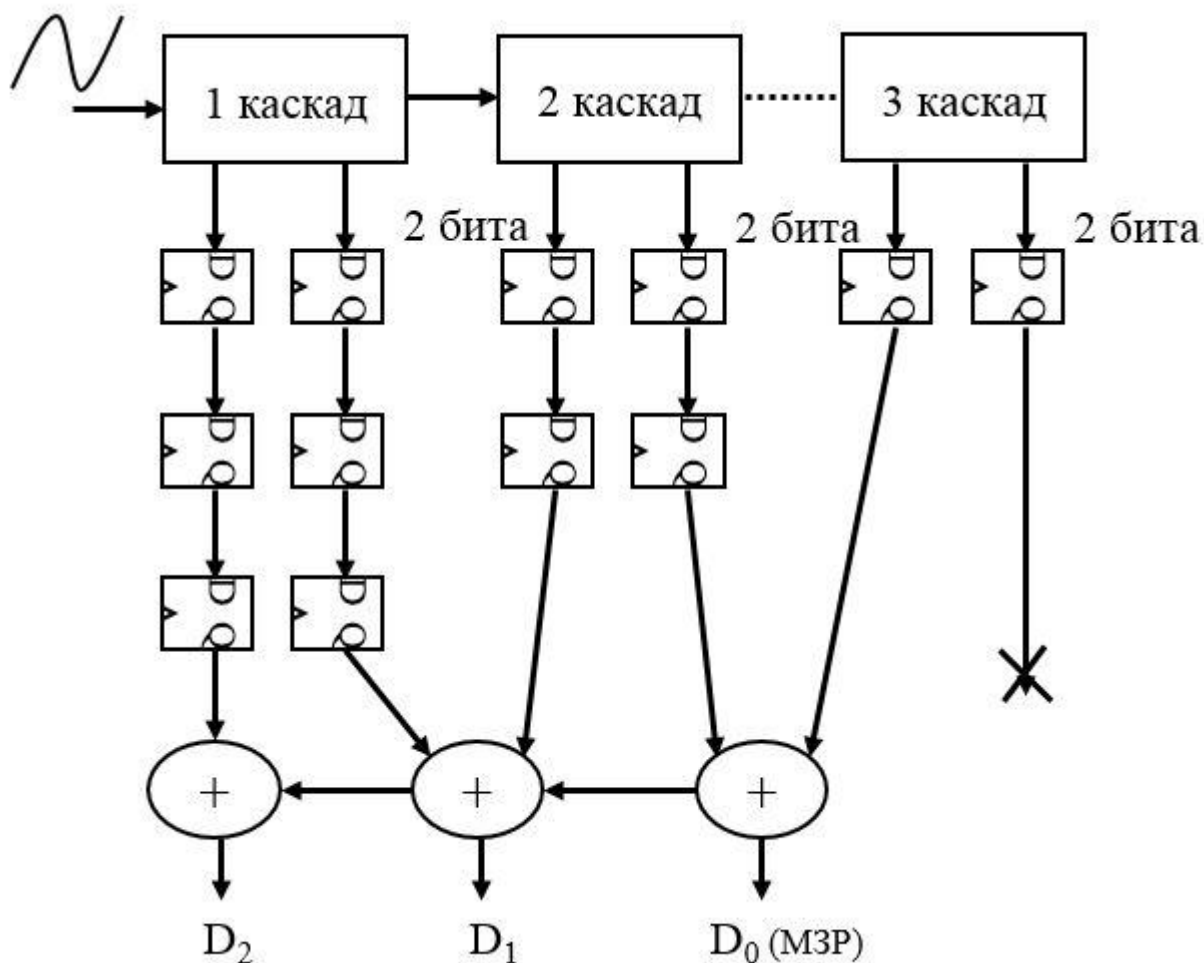 1 каскад
2 каскад
3 каскад
2 бита
2 бита
2 бита
D D D D D D
Q Q Q Q Q Q
D D D D
Q Q Q Q
D D
Q Q
+ + +
D₂
D₁
D₀ (МЗР)